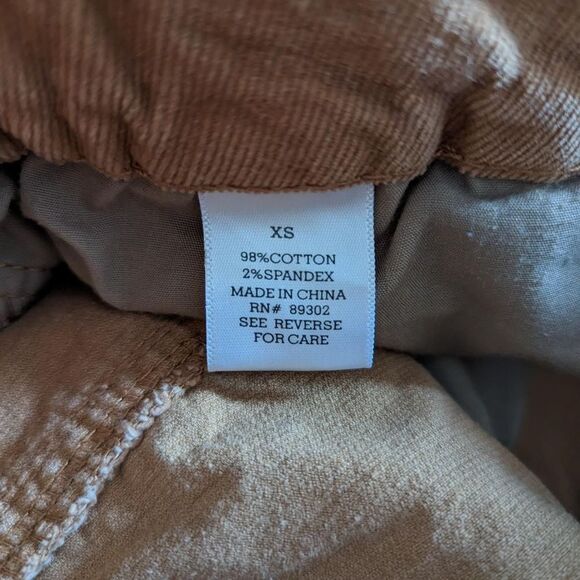 XS
98%COTTON
2%SPANDEX
MADE IN CHINA
RN# 89302
SEE REVERSE
FOR CARE